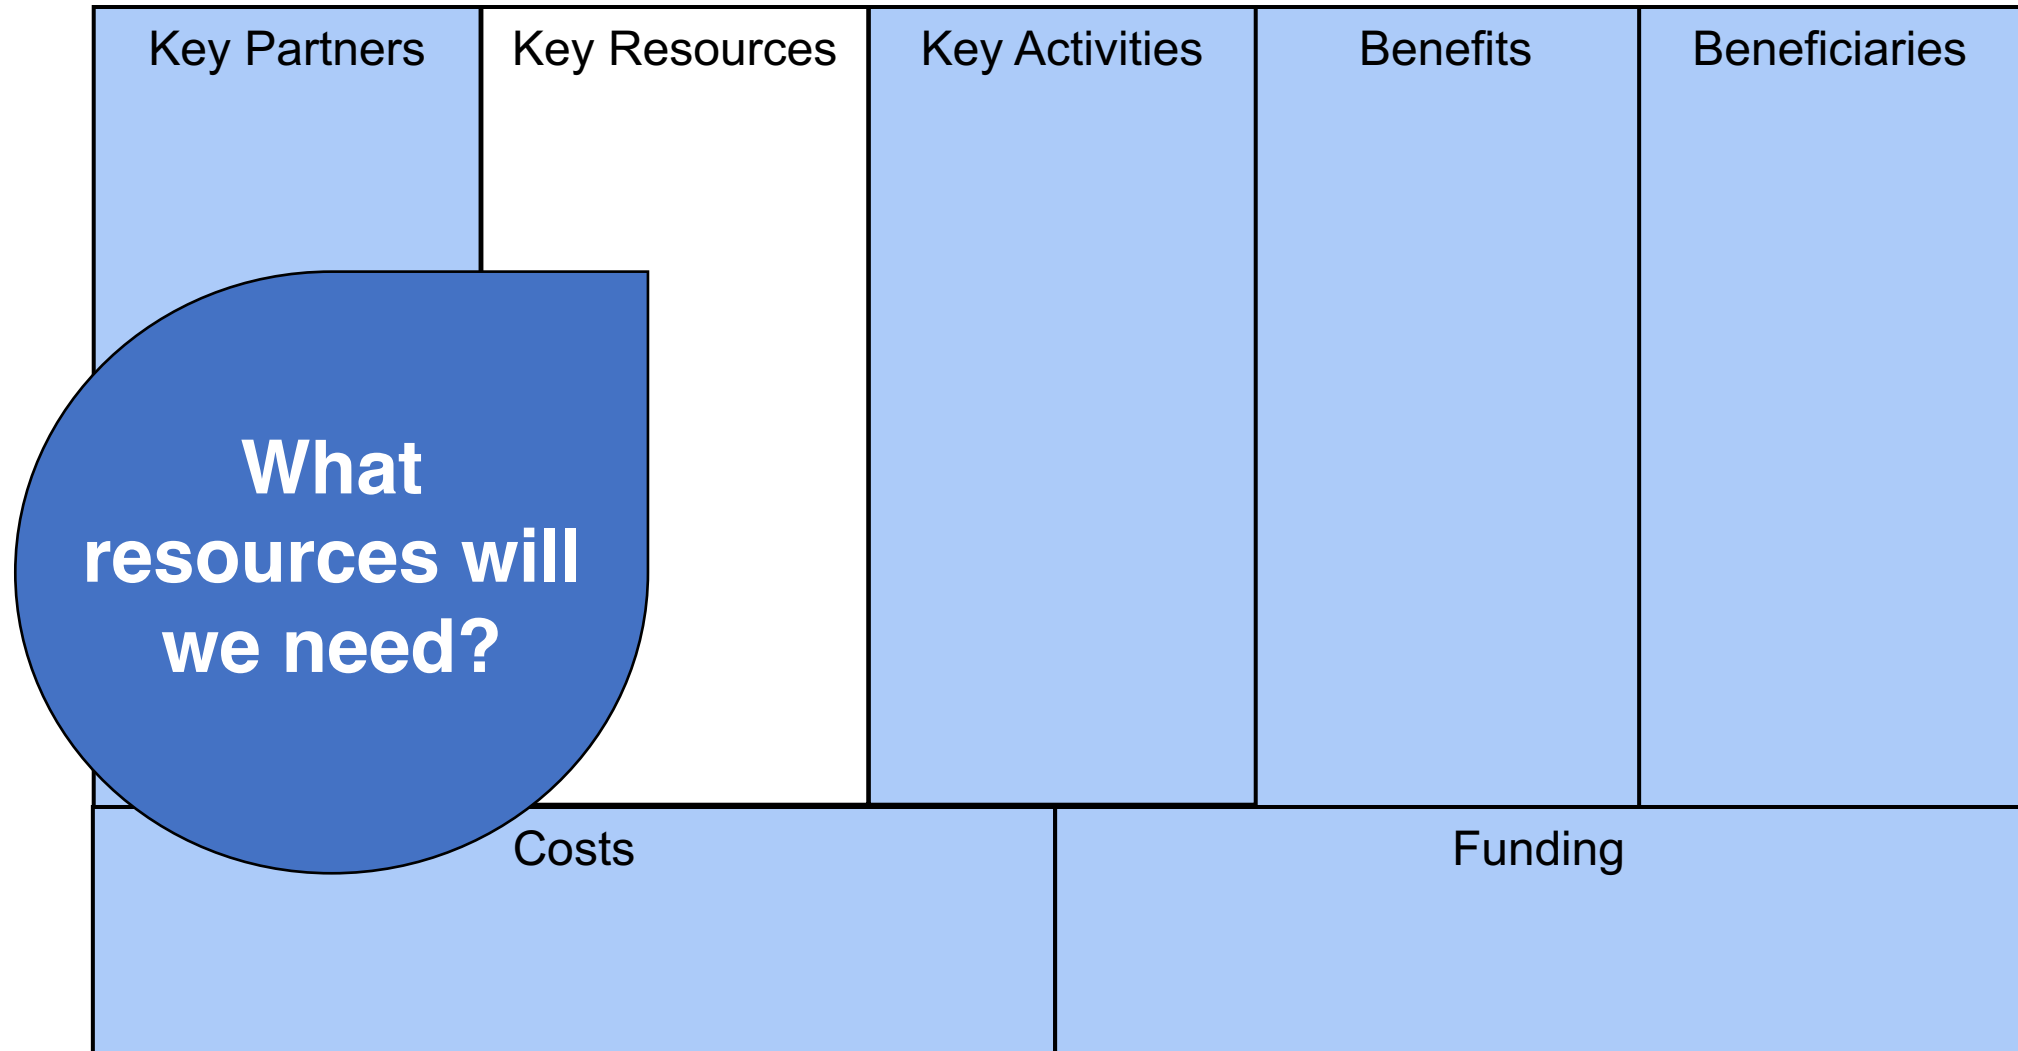 Key Partners
Key Resources
Key Activities
Benefits
Beneficiaries
What
resources will
we need?
Costs
Funding